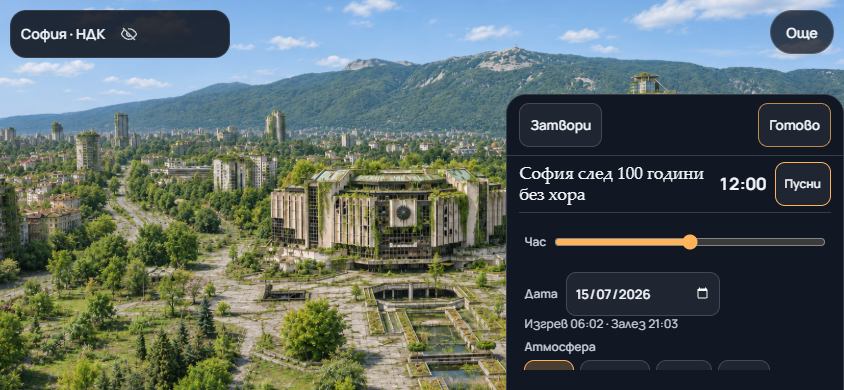 София · НДК
Още
Затвори
Готово
София след 100 години
без хора
12:00
Пусни
Час
Дата
15/07/2026
Изгрев 06:02 · Залез 21:03
Атмосфера